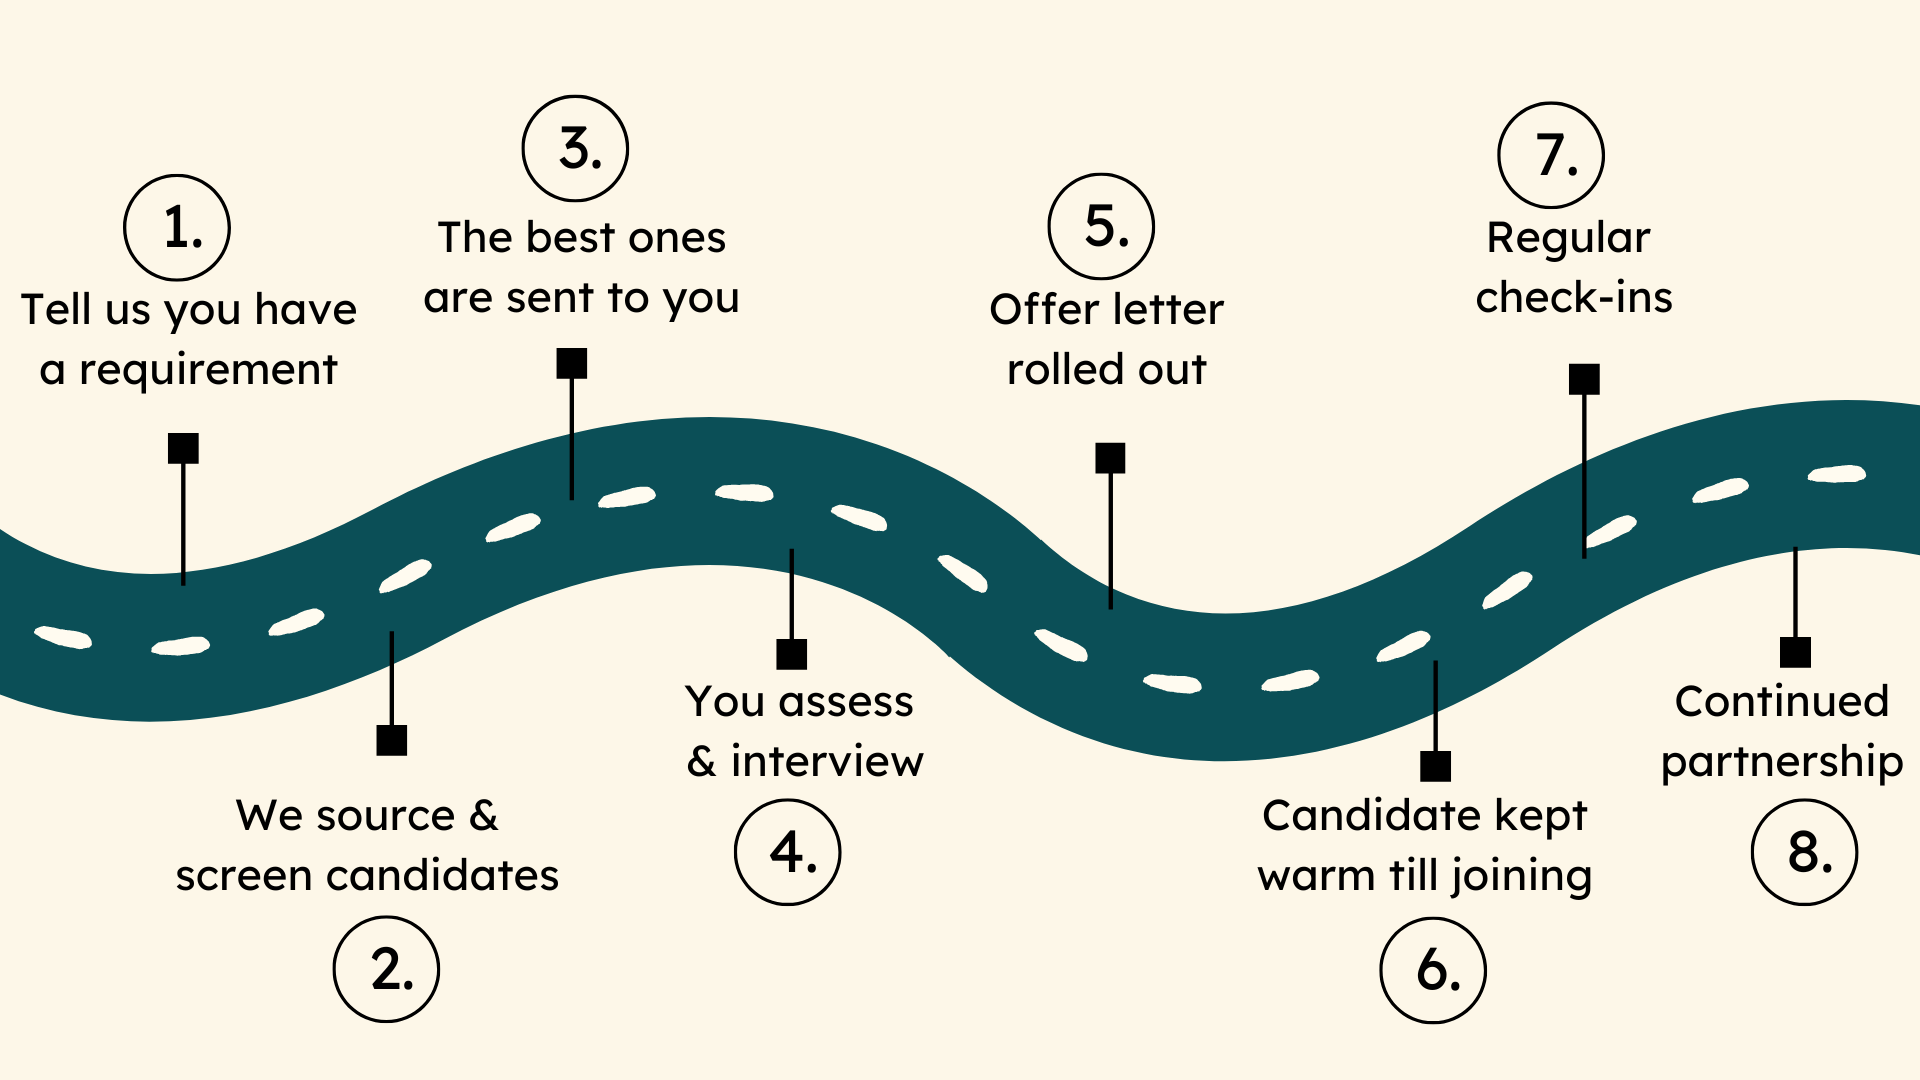 1.
Tell us you have
a requirement
We source &
screen candidates
2.
3.
The best ones
are sent to you
You assess
& interview
4.
5.
Offer letter
rolled out
Candidate kept
warm till joining
6.
7.
Regular
check-ins
Continued
partnership
8.